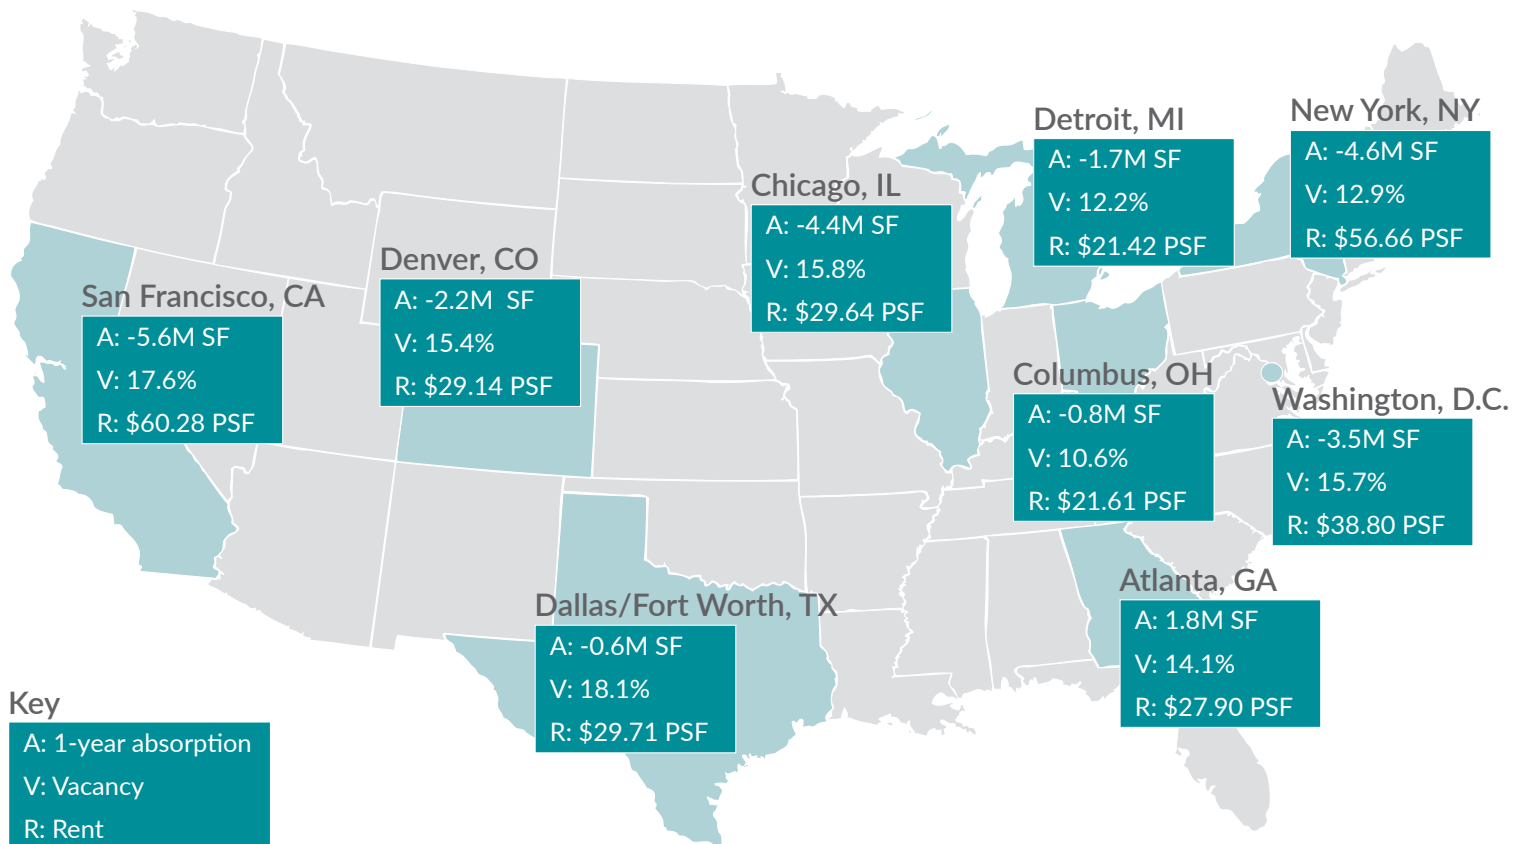 Detroit, MI
A: -1.7M SF
V: 12.2%
R: $21.42 PSF
New York, NY
A: -4.6M SF
V: 12.9%
R: $56.66 PSF
Chicago, IL
A: -4.4M SF
V: 15.8%
R: $29.64 PSF
Denver, CO
A: -2.2M SF
V: 15.4%
R: $29.14 PSF
San Francisco, CA
A: -5.6M SF
V: 17.6%
R: $60.28 PSF
Columbus, OH
A: -0.8M SF
V: 10.6%
R: $21.61 PSF
Washington, D.C.
A: -3.5M SF
V: 15.7%
R: $38.80 PSF
Atlanta, GA
A: 1.8M SF
V: 14.1%
R: $27.90 PSF
Dallas/Fort Worth, TX
A: -0.6M SF
V: 18.1%
R: $29.71 PSF
Key
A: 1-year absorption
V: Vacancy
R: Rent